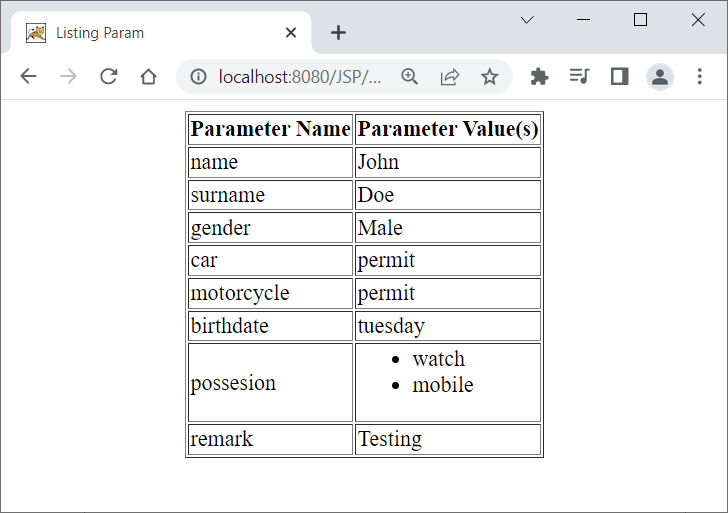 Listing Param
localhost:8080/JSP/...
Parameter Name Parameter Value(s)
name John
surname Doe
gender Male
car permit
motorcycle permit
birthdate tuesday
possesion
• watch
• mobile
remark Testing